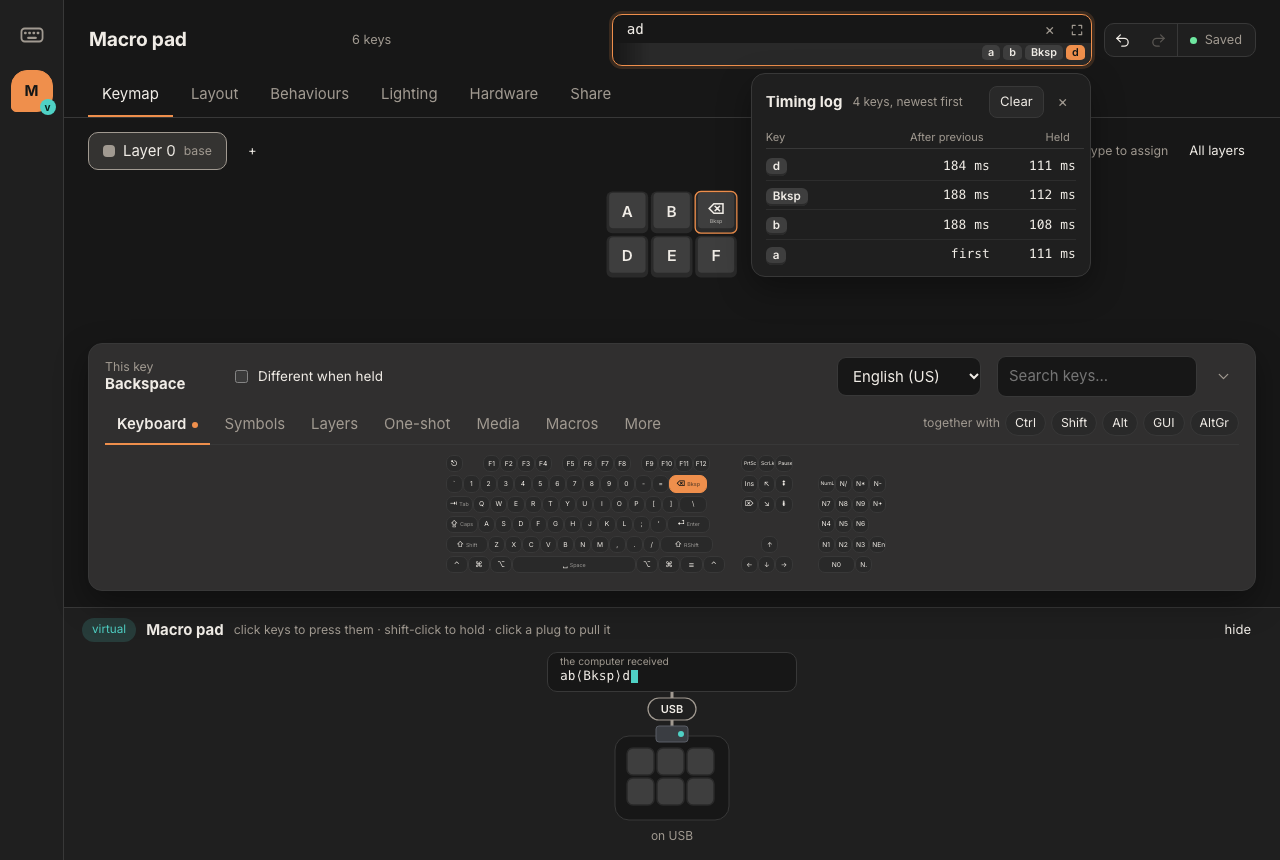 Macro pad
6 keys
ad
a b Bksp d
Saved
M
v
Keymap Layout Behaviours Lighting Hardware Share
Timing log 4 keys, newest first Clear
Key After previous Held
d 184 ms 111 ms
Bksp 188 ms 112 ms
b 188 ms 108 ms
a first 111 ms
Layer 0 base +
ype to assign All layers
A B Bksp
D E F
This key
Backspace
Different when held
English (US)
Search keys...
Keyboard Symbols Layers One-shot Media Macros More
together with Ctrl Shift Alt GUI AltGr
F1 F2 F3 F4 F5 F6 F7 F8 F9 F10 F11 F12 PrtSc ScrLk Pause
` 1 2 3 4 5 6 7 8 9 0 - = Bksp Ins NumL N/ N* N-
Tab Q W E R T Y U I O P [ ] \ N7 N8 N9 N+
Caps A S D F G H J K L ; ' Enter N4 N5 N6
Shift Z X C V B N M , . / RShift ↑ N1 N2 N3 NEn
^ ⌘ ⌥ Space ⌥ ⌘ ≡ ^ ← ↓ → N0 N.
virtual Macro pad click keys to press them · shift-click to hold · click a plug to pull it hide
the computer received
ab⟨Bksp⟩d
USB
on USB